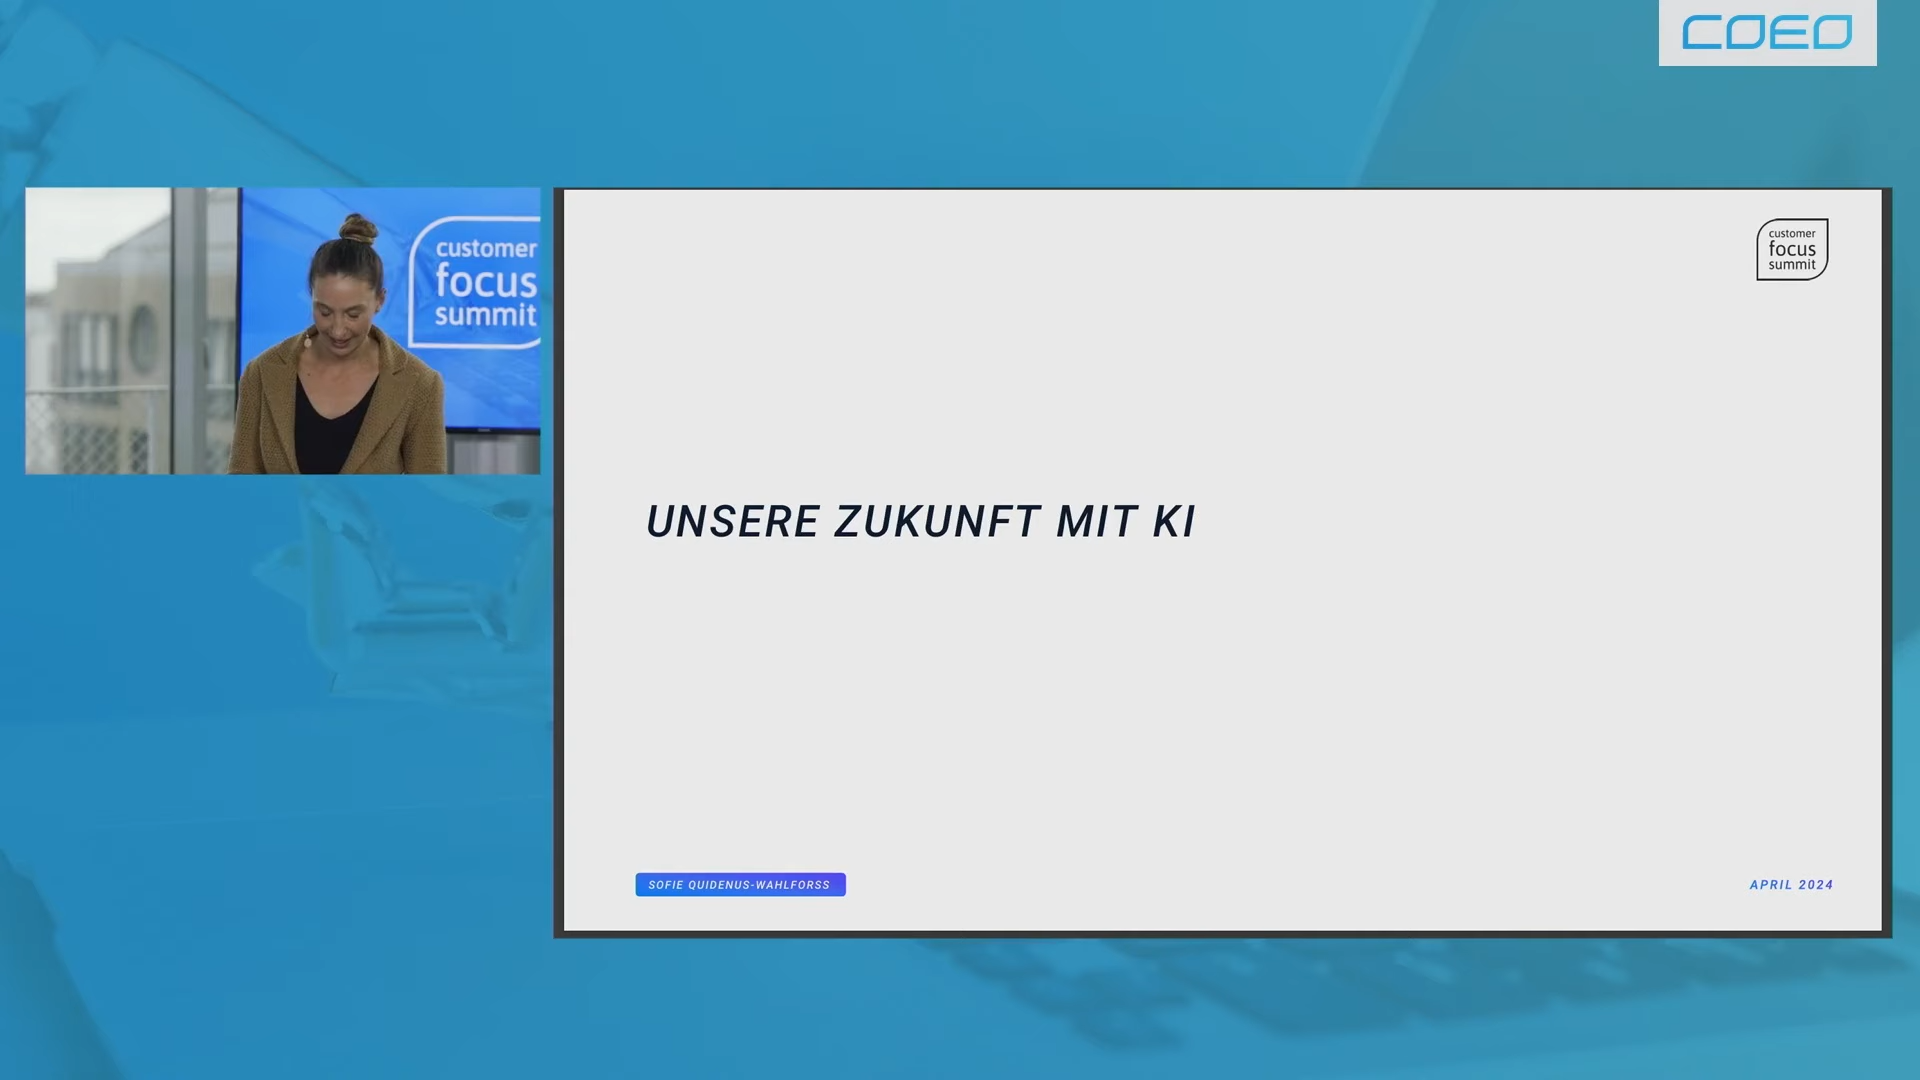 COEO
customer
focus
summit
customer
focus
summit
UNSERE ZUKUNFT MIT KI
SOFIE QUIDENUS-WAHLFORSS
APRIL 2024